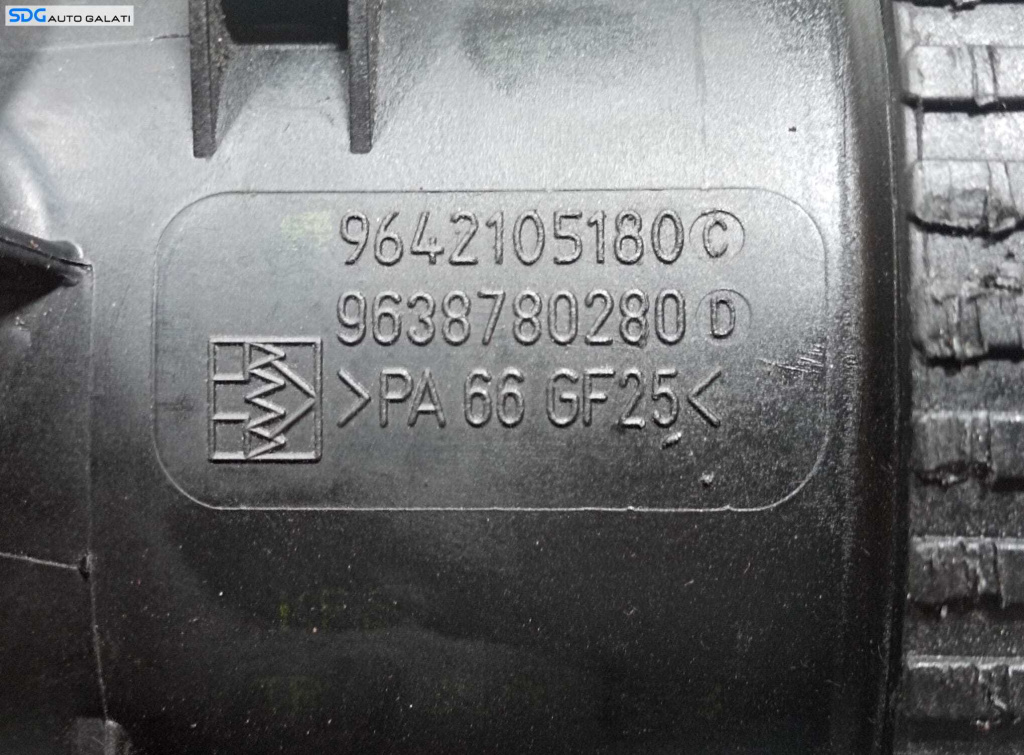 SDG AUTO GALATI
9642105180 Ⓒ
9638780280 Ⓓ
>PA 66 GF25<